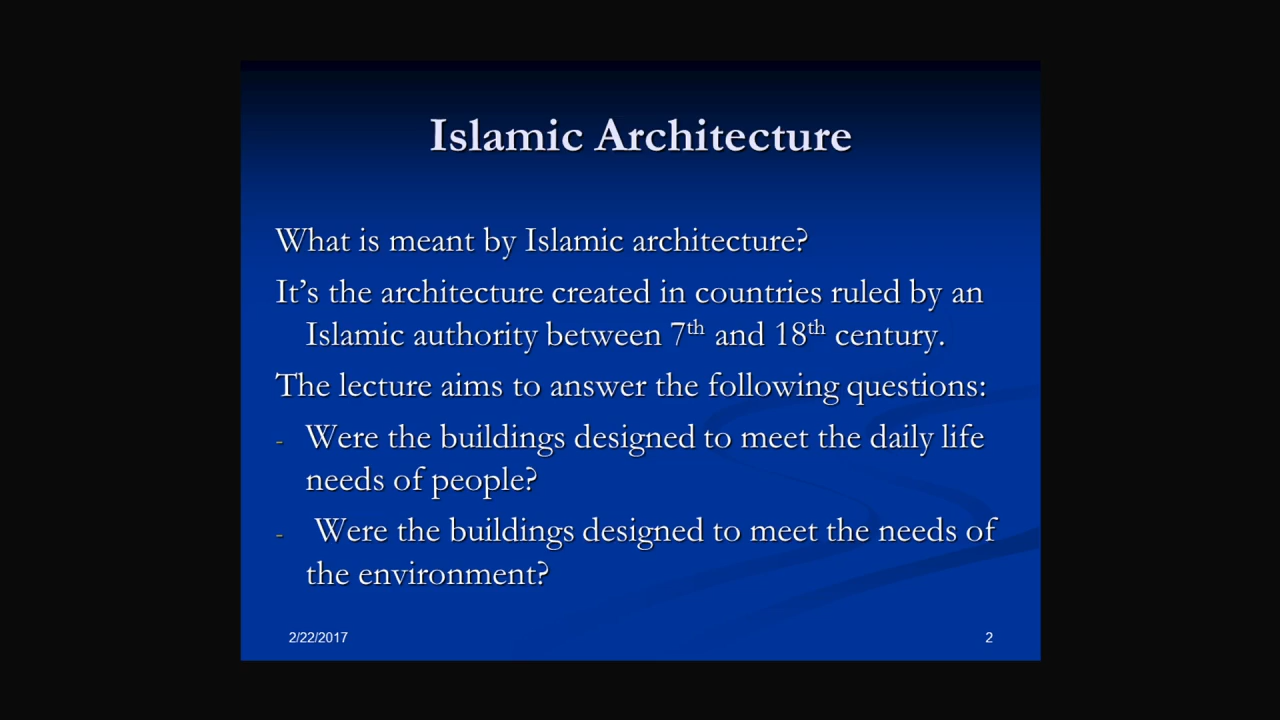 Islamic Architecture
What is meant by Islamic architecture?
It’s the architecture created in countries ruled by an
Islamic authority between 7th and 18th century.
The lecture aims to answer the following questions:
- Were the buildings designed to meet the daily life
needs of people?
- Were the buildings designed to meet the needs of
the environment?
2/22/2017
2